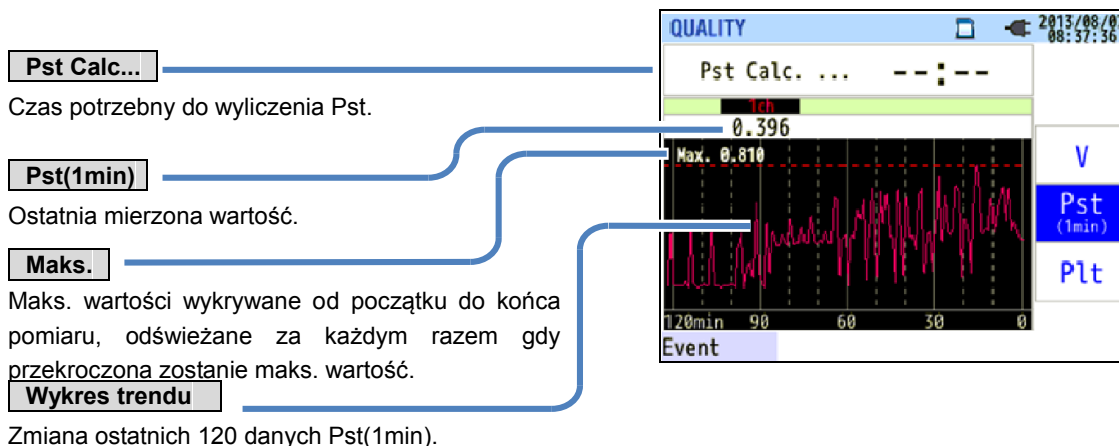 Pst Calc...
Czas potrzebny do wyliczenia Pst.
Pst(1min)
Ostatnia mierzona wartość.
Maks.
Maks. wartości wykrywane od początku do końca
pomiaru, odświeżane za każdym razem gdy
przekroczona zostanie maks. wartość.
Wykres trendu
Zmiana ostatnich 120 danych Pst(1min).
QUALITY
08:37:36
Pst Calc. ... --:--
1ch
0.396
Max. 0.810
120min 90 60 30 0
Event
V
Pst
(1min)
Plt